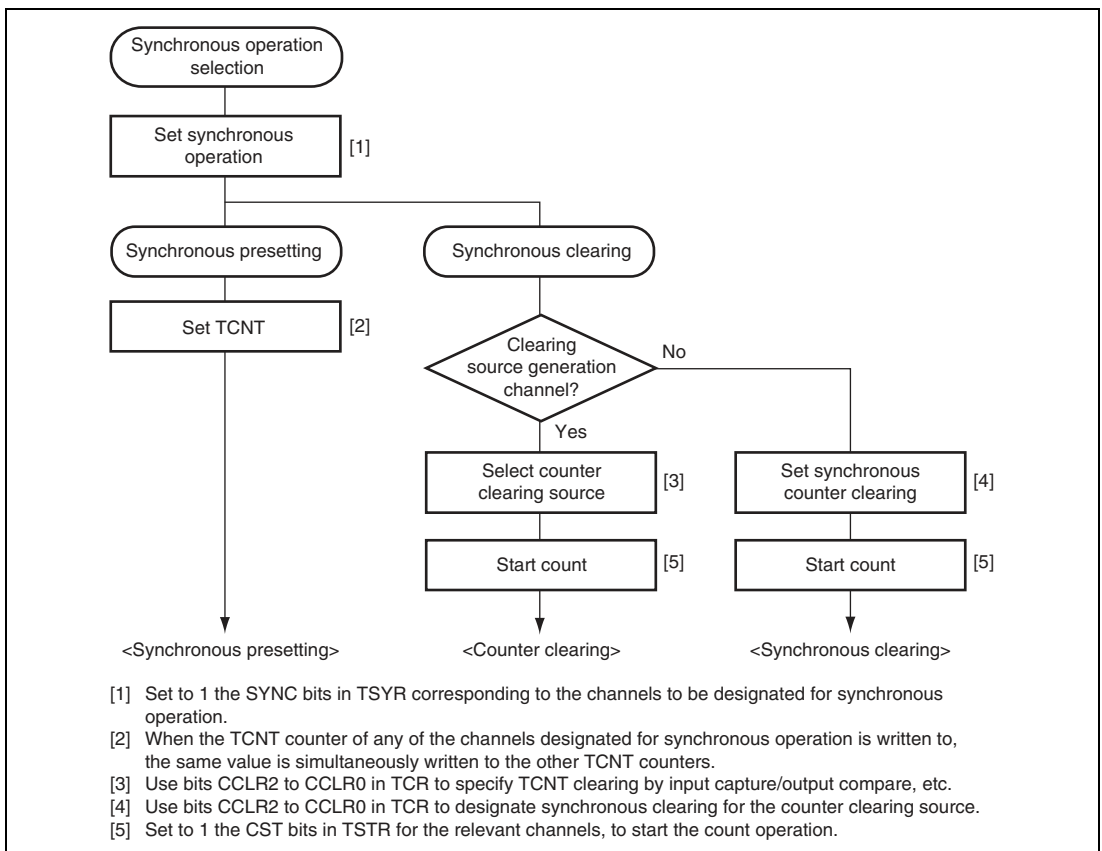 Synchronous operation
selection
Set synchronous
operation
[1]
Synchronous presetting
Synchronous clearing
Set TCNT
[2]
Clearing
source generation
channel?
No
Yes
Select counter
clearing source
[3]
Set synchronous
counter clearing
[4]
Start count
[5]
Start count
[5]
<Synchronous presetting>
<Counter clearing>
<Synchronous clearing>
[1] Set to 1 the SYNC bits in TSYR corresponding to the channels to be designated for synchronous
operation.
[2] When the TCNT counter of any of the channels designated for synchronous operation is written to,
the same value is simultaneously written to the other TCNT counters.
[3] Use bits CCLR2 to CCLR0 in TCR to specify TCNT clearing by input capture/output compare, etc.
[4] Use bits CCLR2 to CCLR0 in TCR to designate synchronous clearing for the counter clearing source.
[5] Set to 1 the CST bits in TSTR for the relevant channels, to start the count operation.